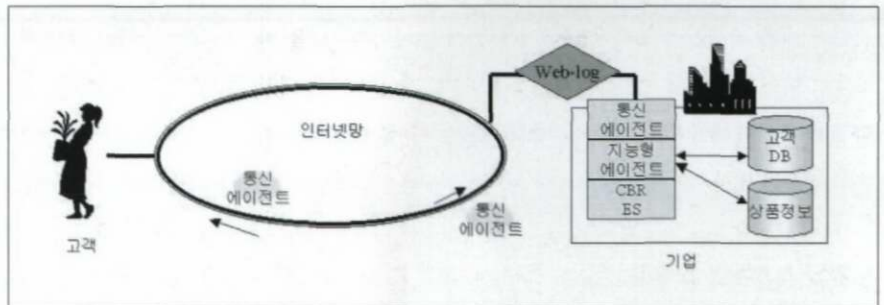 Web-log
통신
에이전트
지능형
에이전트
CBR
ES
고객
DB
상품정보
기업
인터넷망
통신
에이전트
통신
에이전트
고객